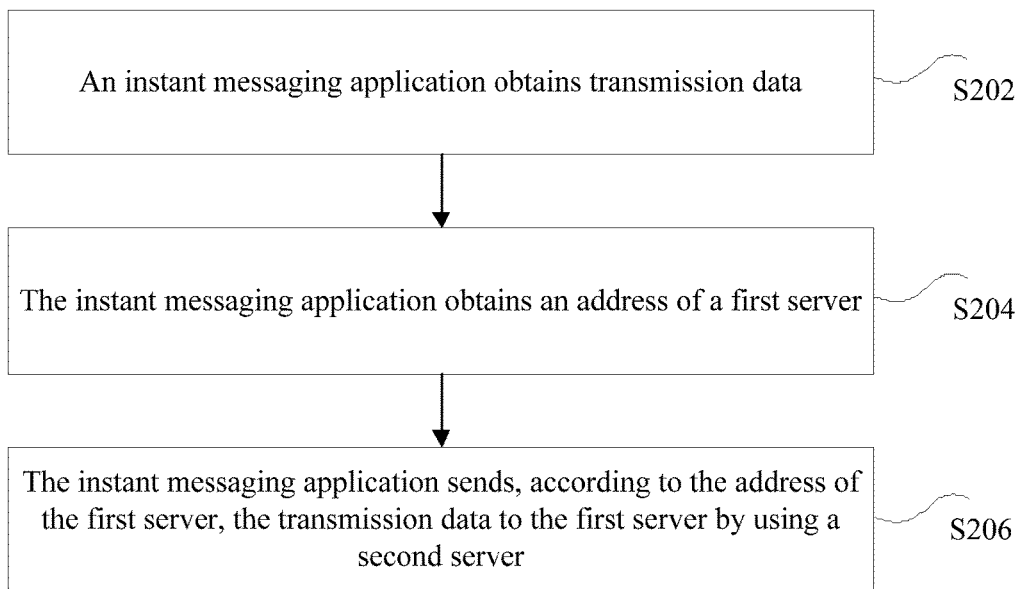 An instant messaging application obtains transmission data
S202
The instant messaging application obtains an address of a first server
S204
The instant messaging application sends, according to the address of
the first server, the transmission data to the first server by using a
second server
S206